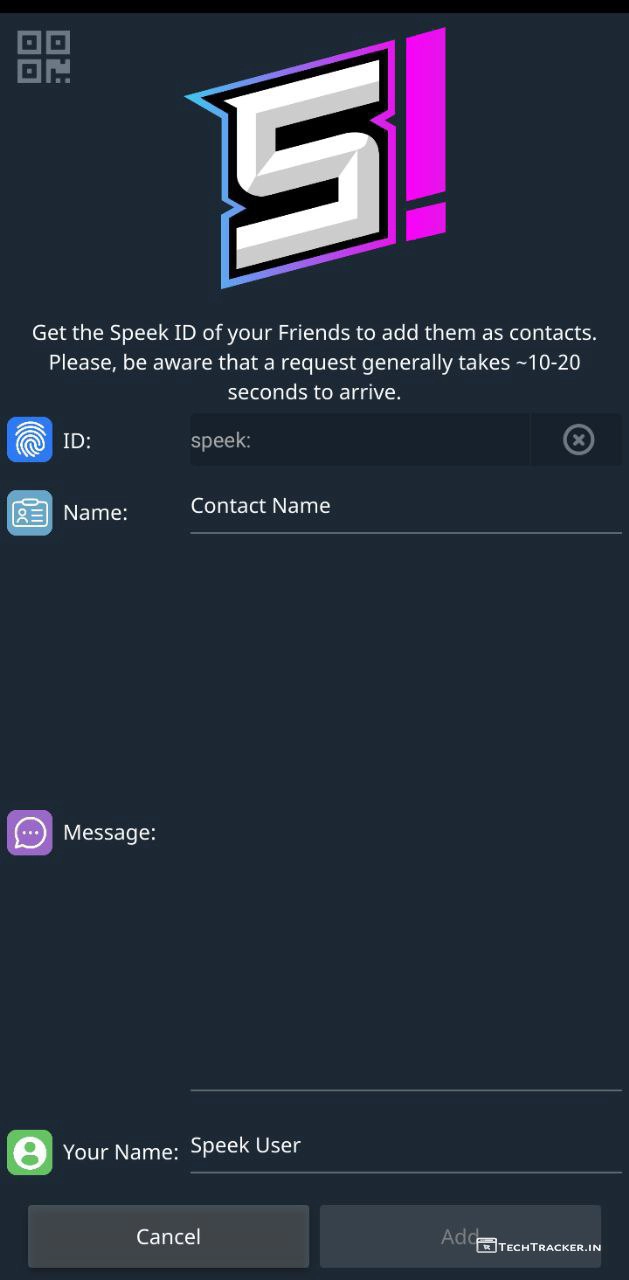 S!
Get the Speek ID of your Friends to add them as contacts.
Please, be aware that a request generally takes ~10-20
seconds to arrive.
ID: speek:
Name: Contact Name
Message:
Your Name: Speek User
Cancel Add
TECHTRACKER.IN